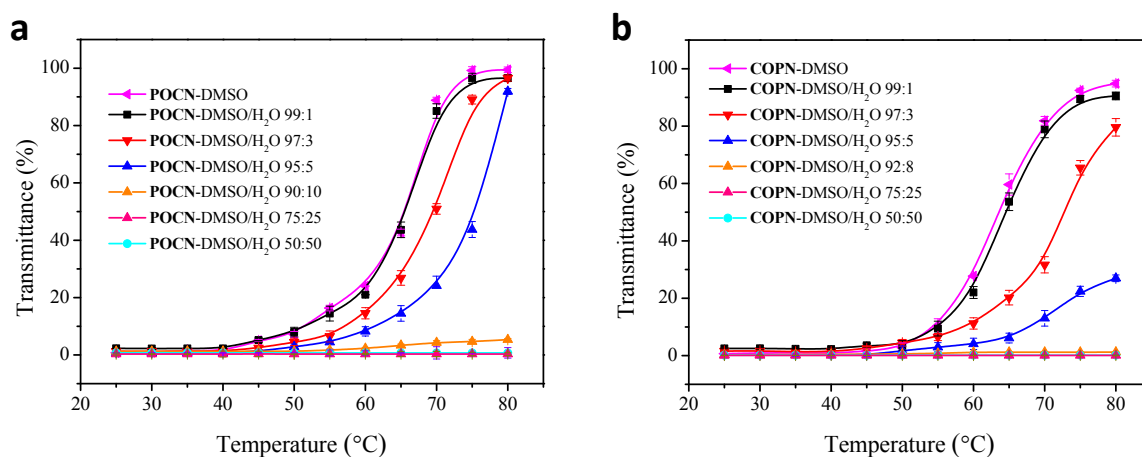 a
100
80
60
40
20
0
Transmittance (%)
POCN-DMSO
POCN-DMSO/H₂O 99:1
POCN-DMSO/H₂O 97:3
POCN-DMSO/H₂O 95:5
POCN-DMSO/H₂O 90:10
POCN-DMSO/H₂O 75:25
POCN-DMSO/H₂O 50:50
20 30 40 50 60 70 80
Temperature (°C)
b
100
80
60
40
20
0
Transmittance (%)
COPN-DMSO
COPN-DMSO/H₂O 99:1
COPN-DMSO/H₂O 97:3
COPN-DMSO/H₂O 95:5
COPN-DMSO/H₂O 92:8
COPN-DMSO/H₂O 75:25
COPN-DMSO/H₂O 50:50
20 30 40 50 60 70 80
Temperature (°C)